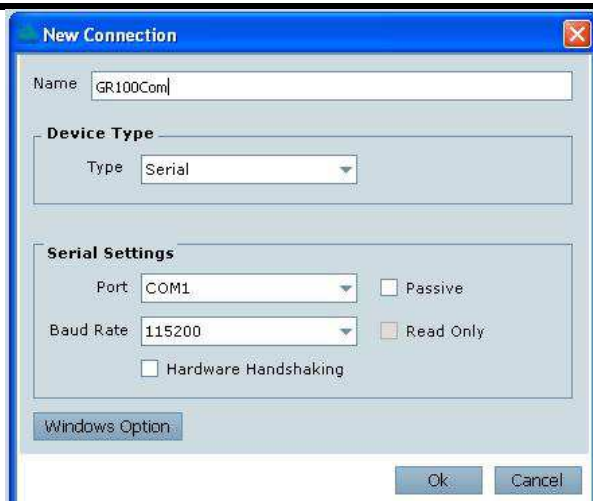 New Connection
Name GR100Com
Device Type
Type Serial
Serial Settings
Port COM1 Passive
Baud Rate 115200 Read Only
Hardware Handshaking
Windows Option
Ok Cancel